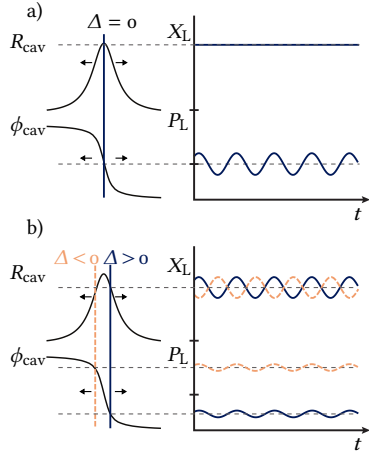 a)
Δ = 0
R_cav
X_L
ϕ_cav
P_L
t
b)
Δ < 0 Δ > 0
R_cav
X_L
ϕ_cav
P_L
t